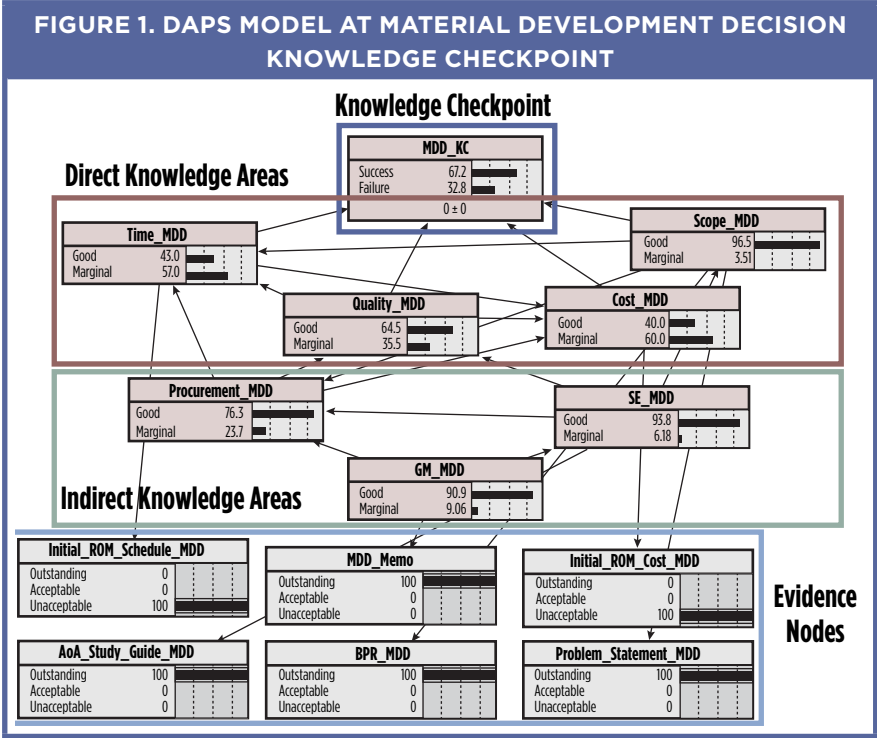 FIGURE 1. DAPS MODEL AT MATERIAL DEVELOPMENT DECISION
KNOWLEDGE CHECKPOINT
Knowledge Checkpoint
MDD_KC
Success 67.2
Failure 32.8
0 ± 0
Direct Knowledge Areas
Time_MDD
Good 43.0
Marginal 57.0
Scope_MDD
Good 96.5
Marginal 3.51
Quality_MDD
Good 64.5
Marginal 35.5
Cost_MDD
Good 40.0
Marginal 60.0
Procurement_MDD
Good 76.3
Marginal 23.7
SE_MDD
Good 93.8
Marginal 6.18
GM_MDD
Good 90.9
Marginal 9.06
Indirect Knowledge Areas
Initial_ROM_Schedule_MDD
Outstanding 0
Acceptable 0
Unacceptable 100
MDD_Memo
Outstanding 100
Acceptable 0
Unacceptable 0
Initial_ROM_Cost_MDD
Outstanding 0
Acceptable 0
Unacceptable 100
Evidence
Nodes
AoA_Study_Guide_MDD
Outstanding 100
Acceptable 0
Unacceptable 0
BPR_MDD
Outstanding 100
Acceptable 0
Unacceptable 0
Problem_Statement_MDD
Outstanding 100
Acceptable 0
Unacceptable 0